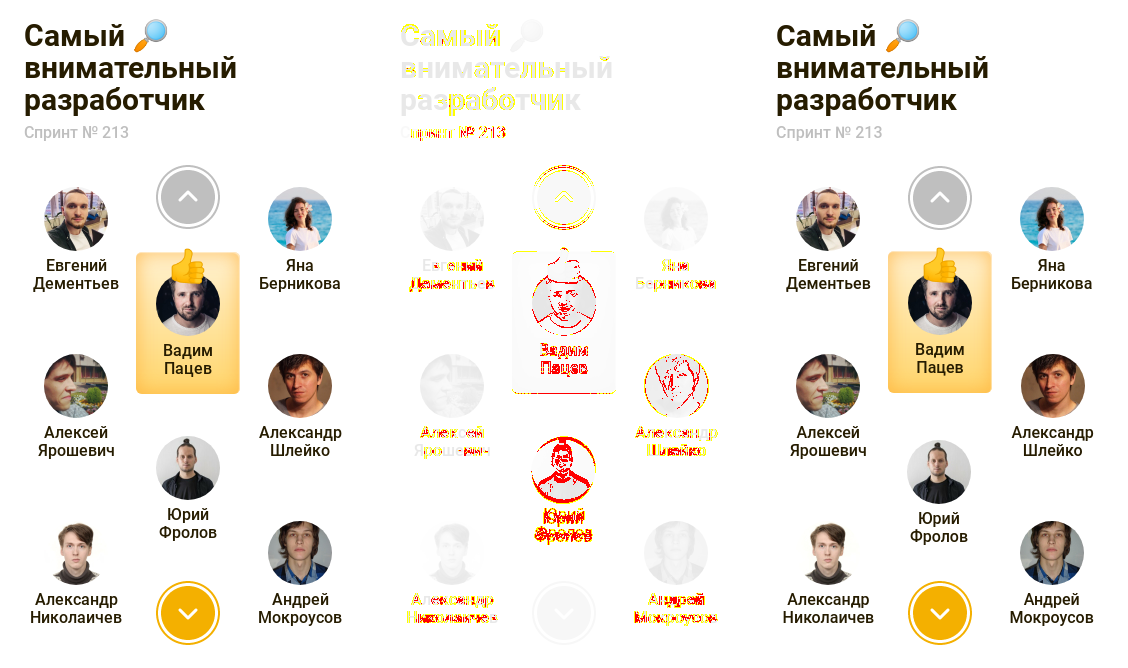 Самый 🔎
внимательный
разработчик
Спринт № 213
Евгений
Дементьев
Яна
Берникова
Вадим
Пацев
Алексей
Ярошевич
Александр
Шлейко
Юрий
Фролов
Александр
Николаичев
Андрей
Мокроусов
Самый
внимательный
разработчик
Спринт № 213
Евгений
Дементьев
Яна
Берникова
Вадим
Пацев
Алексей
Ярошевич
Александр
Шлейко
Юрий
Фролов
Александр
Николаичев
Андрей
Мокроусов
Самый 🔎
внимательный
разработчик
Спринт № 213
Евгений
Дементьев
Яна
Берникова
Вадим
Пацев
Алексей
Ярошевич
Александр
Шлейко
Юрий
Фролов
Александр
Николаичев
Андрей
Мокроусов